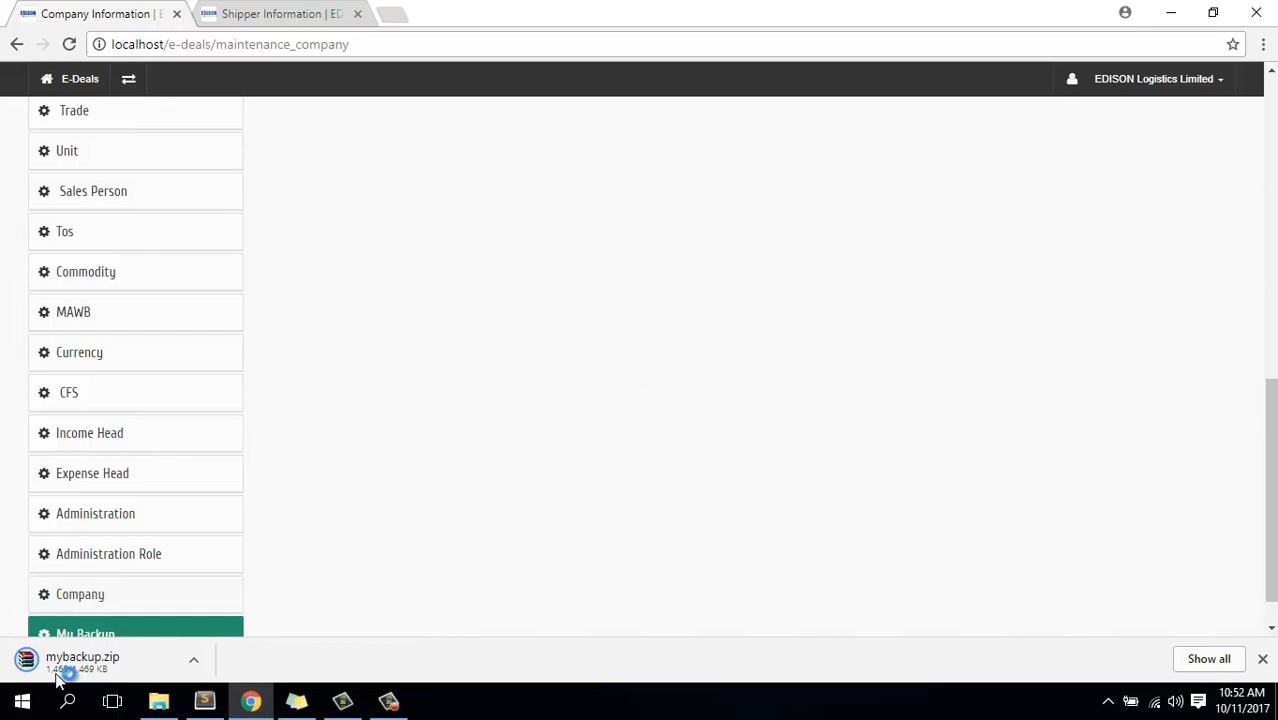 Company Information | E
Shipper Information | ED
localhost/e-deals/maintenance_company
E-Deals
EDISON Logistics Limited
Trade
Unit
Sales Person
Tos
Commodity
MAWB
Currency
CFS
Income Head
Expense Head
Administration
Administration Role
Company
My Backup
mybackup.zip
Show all
10:52 AM
10/11/2017